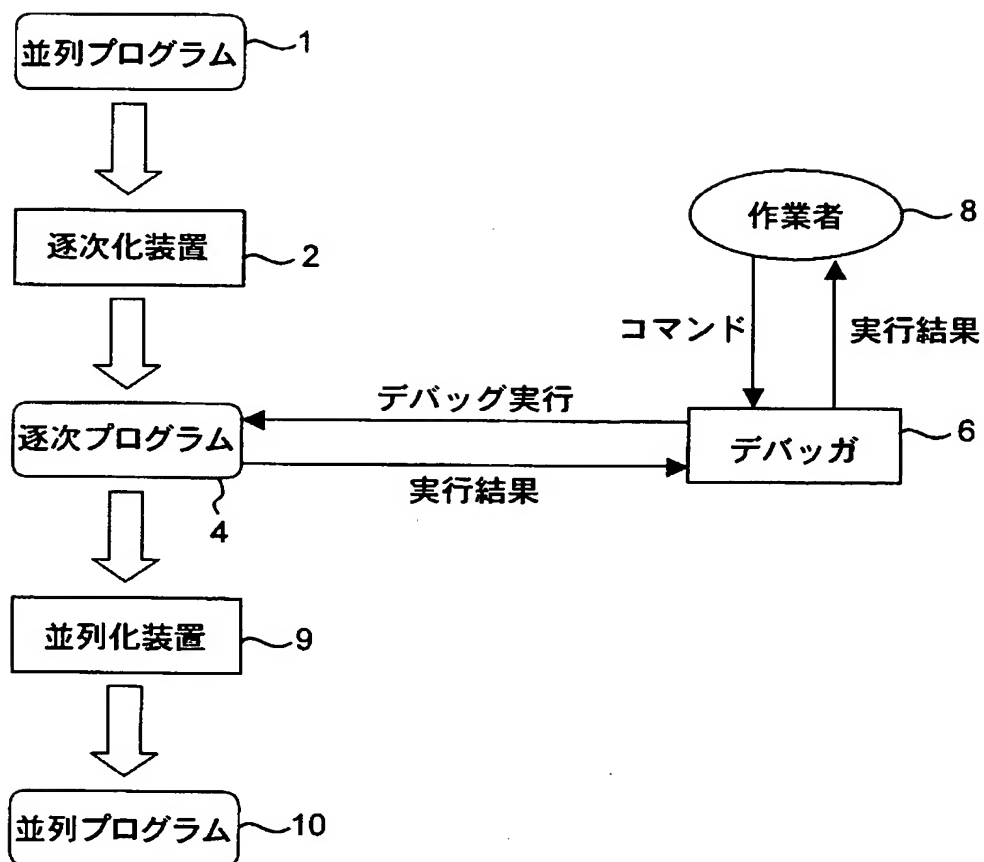 並列プログラム
1
逐次化装置
2
作業者
8
コマンド
実行結果
デバッグ実行
逐次プログラム
4
実行結果
デバッガ
6
並列化装置
9
並列プログラム
10